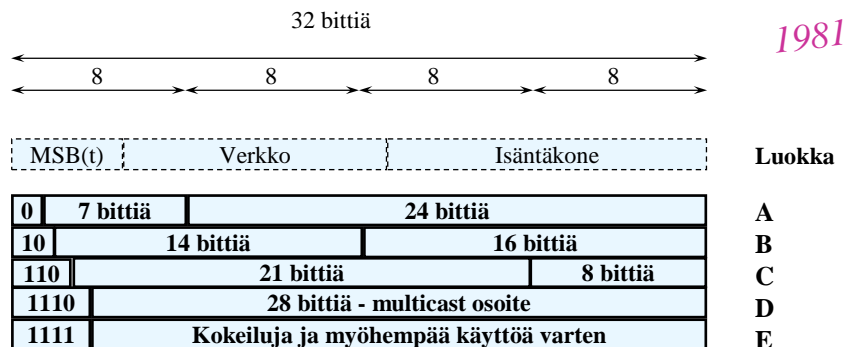 32 bittiä
1981
8 8 8 8
MSB(t) Verkko Isäntäkone Luokka
0 7 bittiä 24 bittiä A
10 14 bittiä 16 bittiä B
110 21 bittiä 8 bittiä C
1110 28 bittiä - multicast osoite D
1111 Kokeiluja ja myöhempää käyttöä varten E